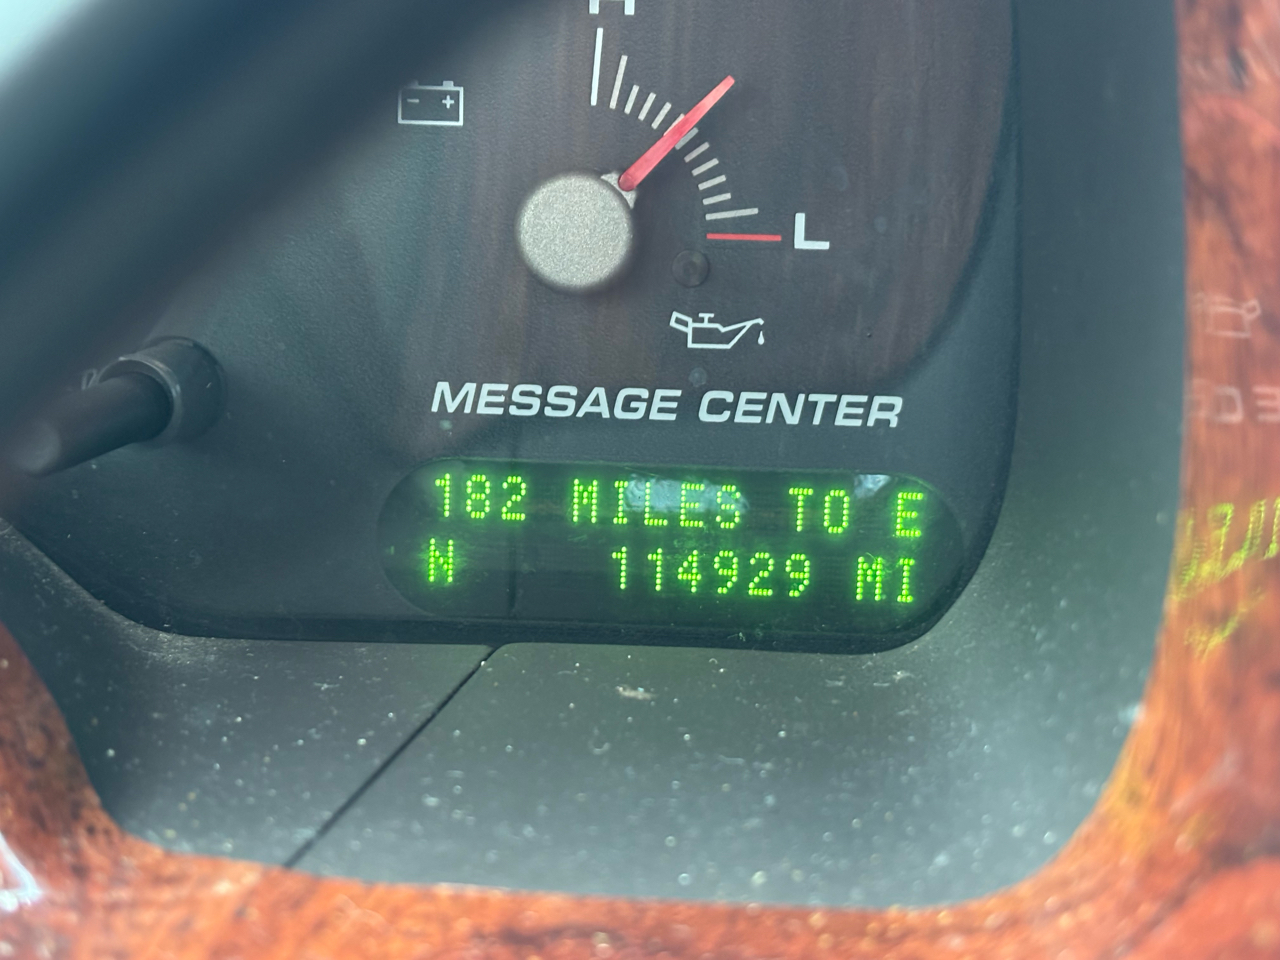 H
L
MESSAGE CENTER
182 MILES TO E
N 114929 MI